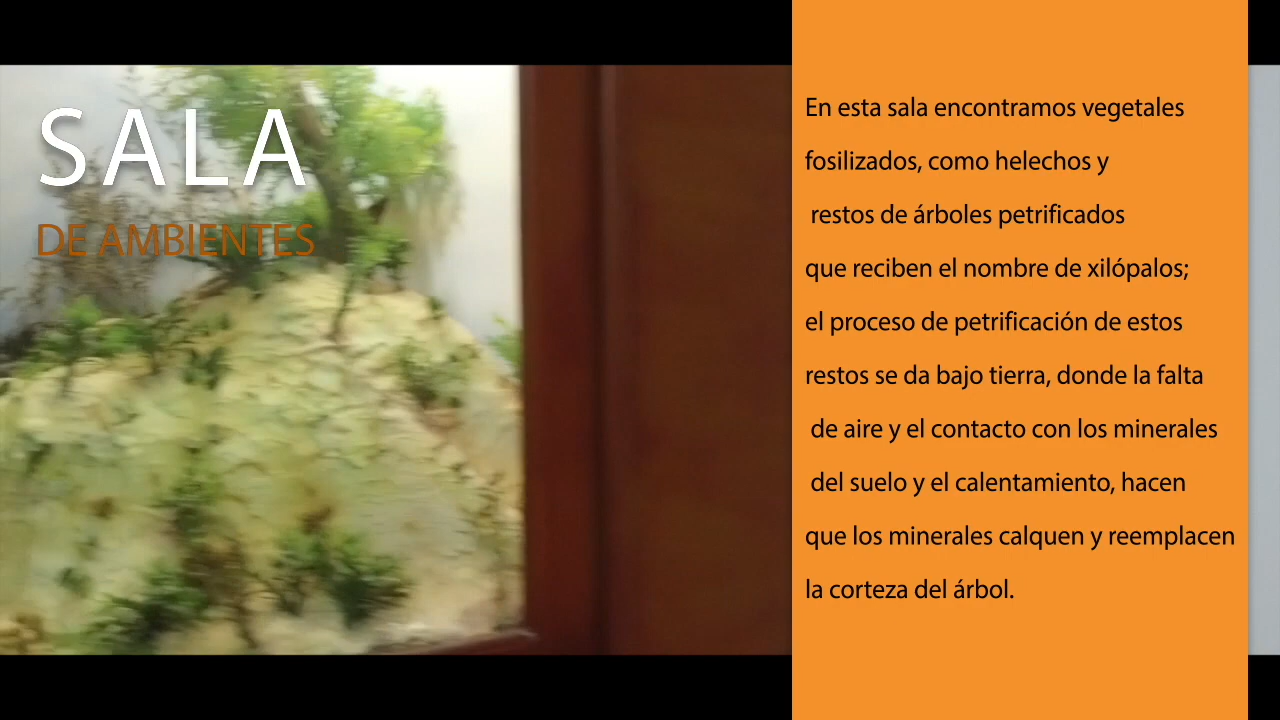 SALA
DE AMBIENTES
En esta sala encontramos vegetales
fosilizados, como helechos y
restos de árboles petrificados
que reciben el nombre de xilópalos;
el proceso de petrificación de estos
restos se da bajo tierra, donde la falta
de aire y el contacto con los minerales
del suelo y el calentamiento, hacen
que los minerales calquen y reemplacen
la corteza del árbol.